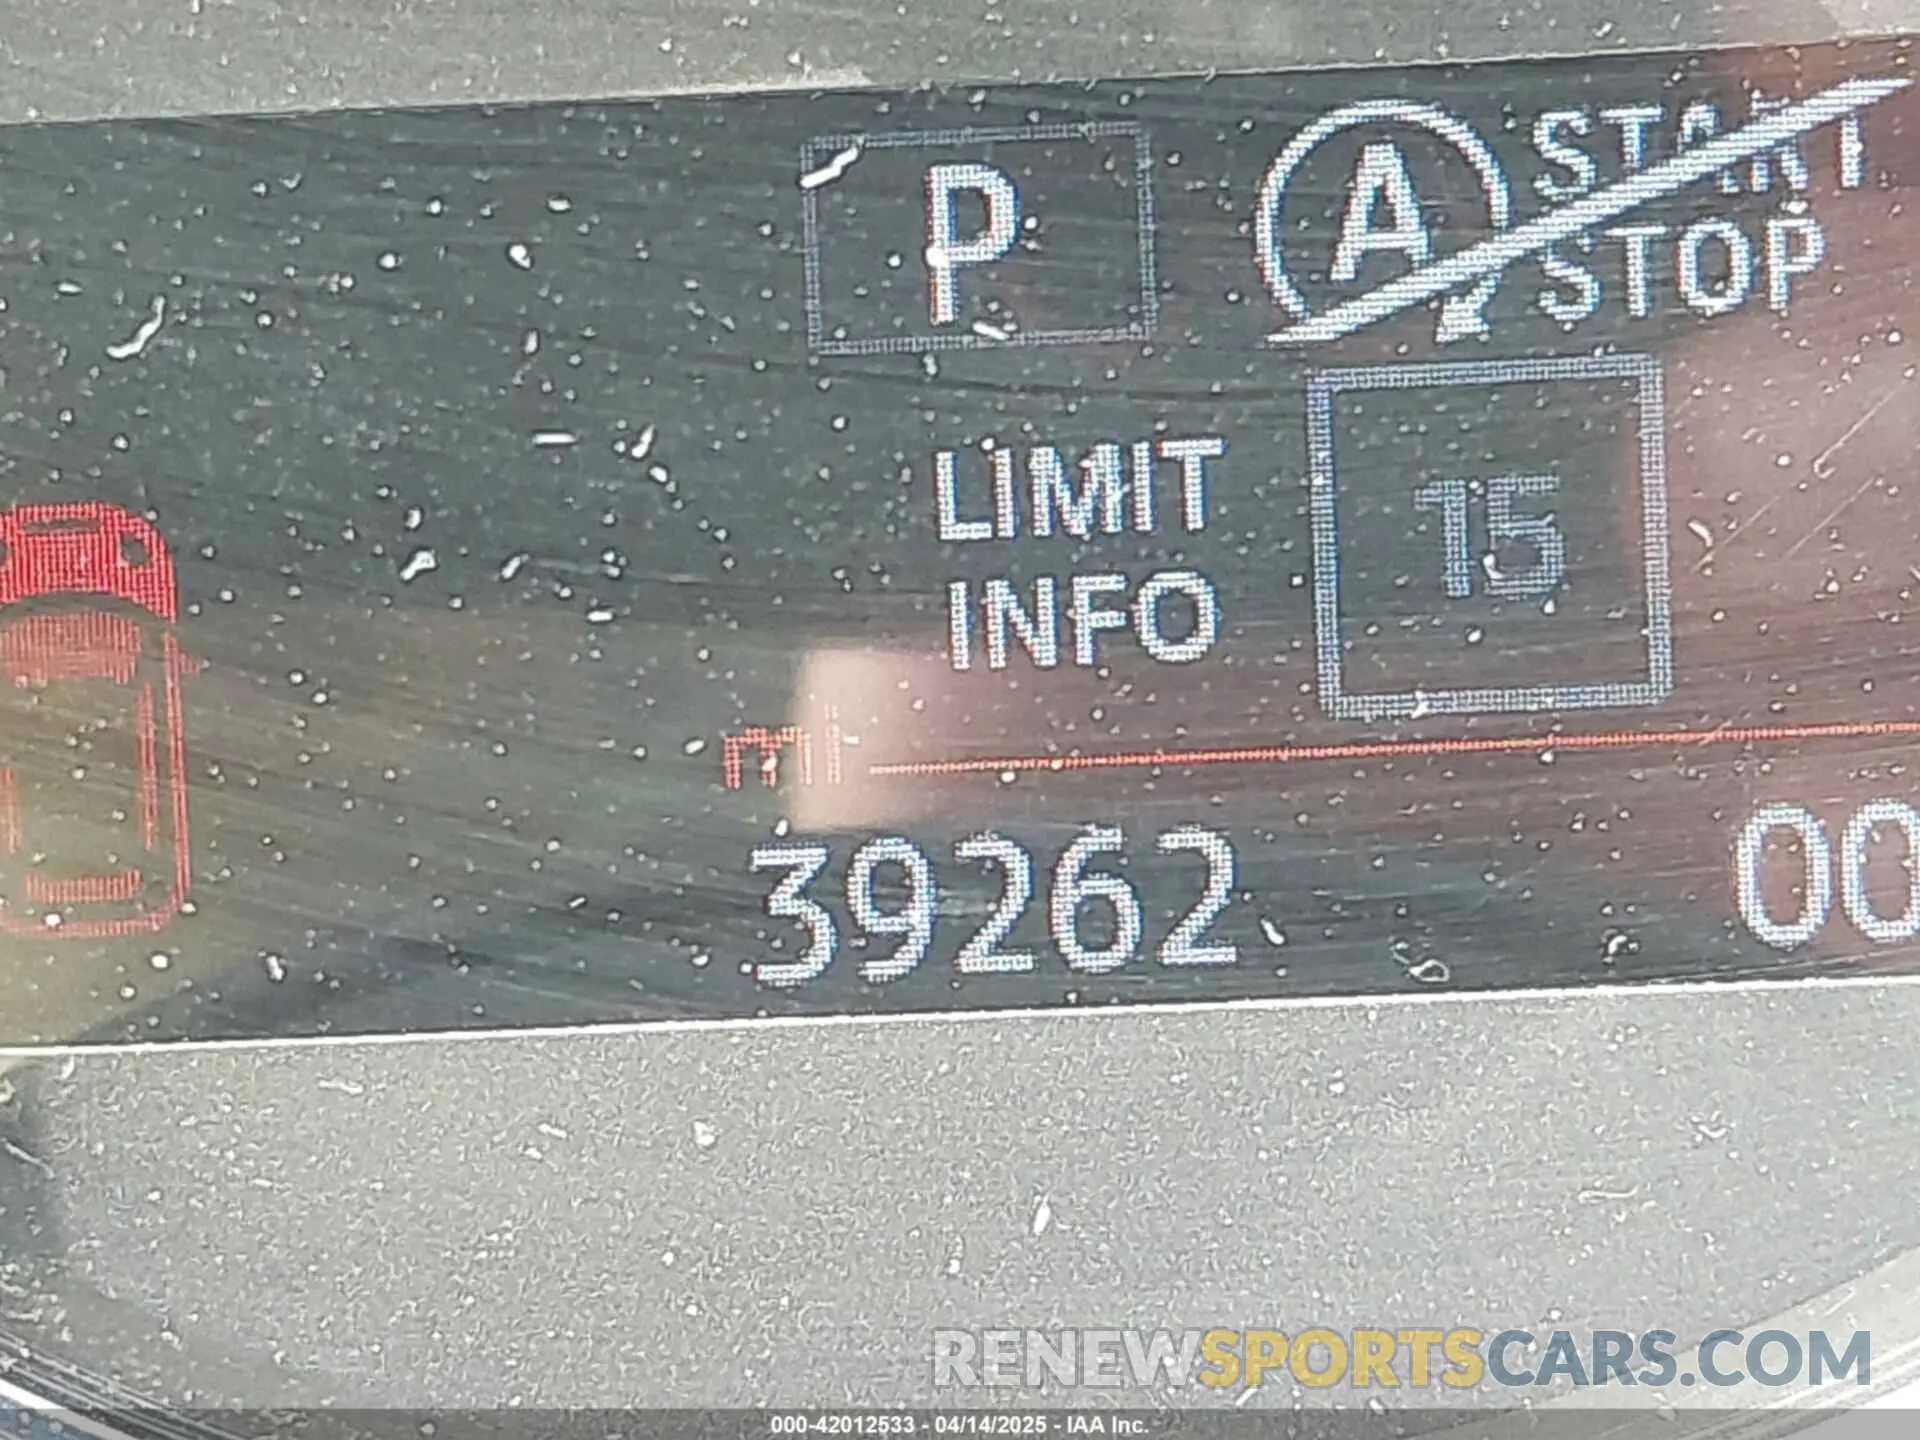 P
A START
STOP
LIMIT
INFO
15
mi
39262
00
RENEWSPORTSCARS.COM
000-42012533 - 04/14/2025 - IAA Inc.